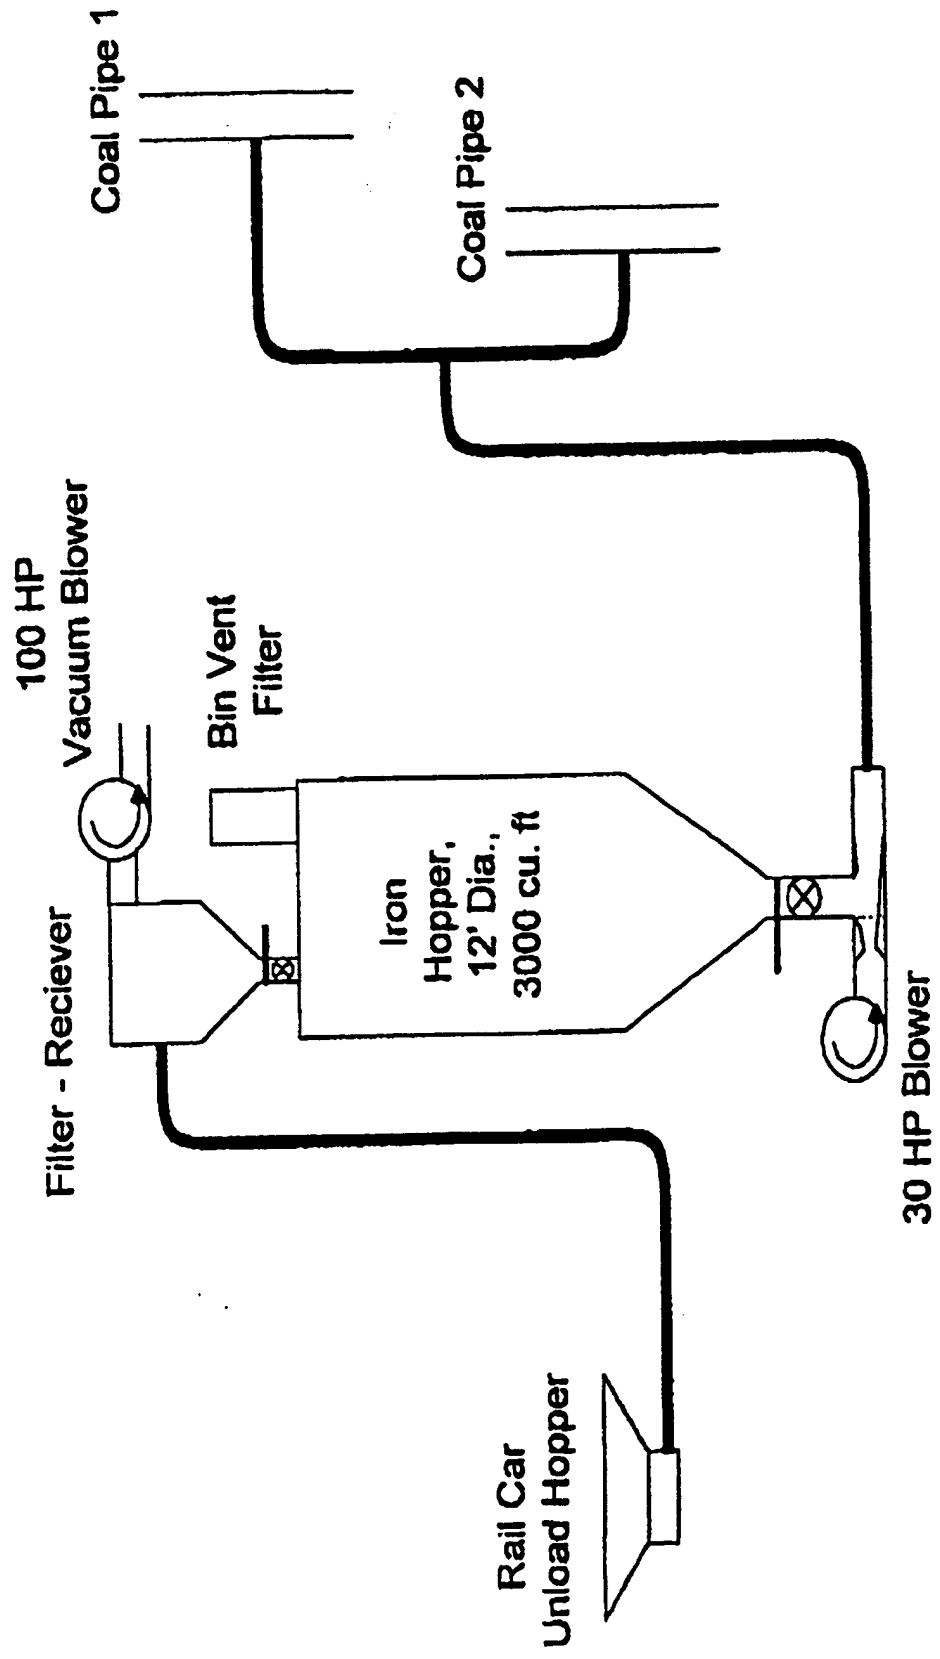 100 HP
Vacuum Blower
Filter - Reciever
Bin Vent
Filter
Coal Pipe 1
Coal Pipe 2
Iron
Hopper,
12' Dia.,
3000 cu. ft
Rail Car
Unload Hopper
30 HP Blower